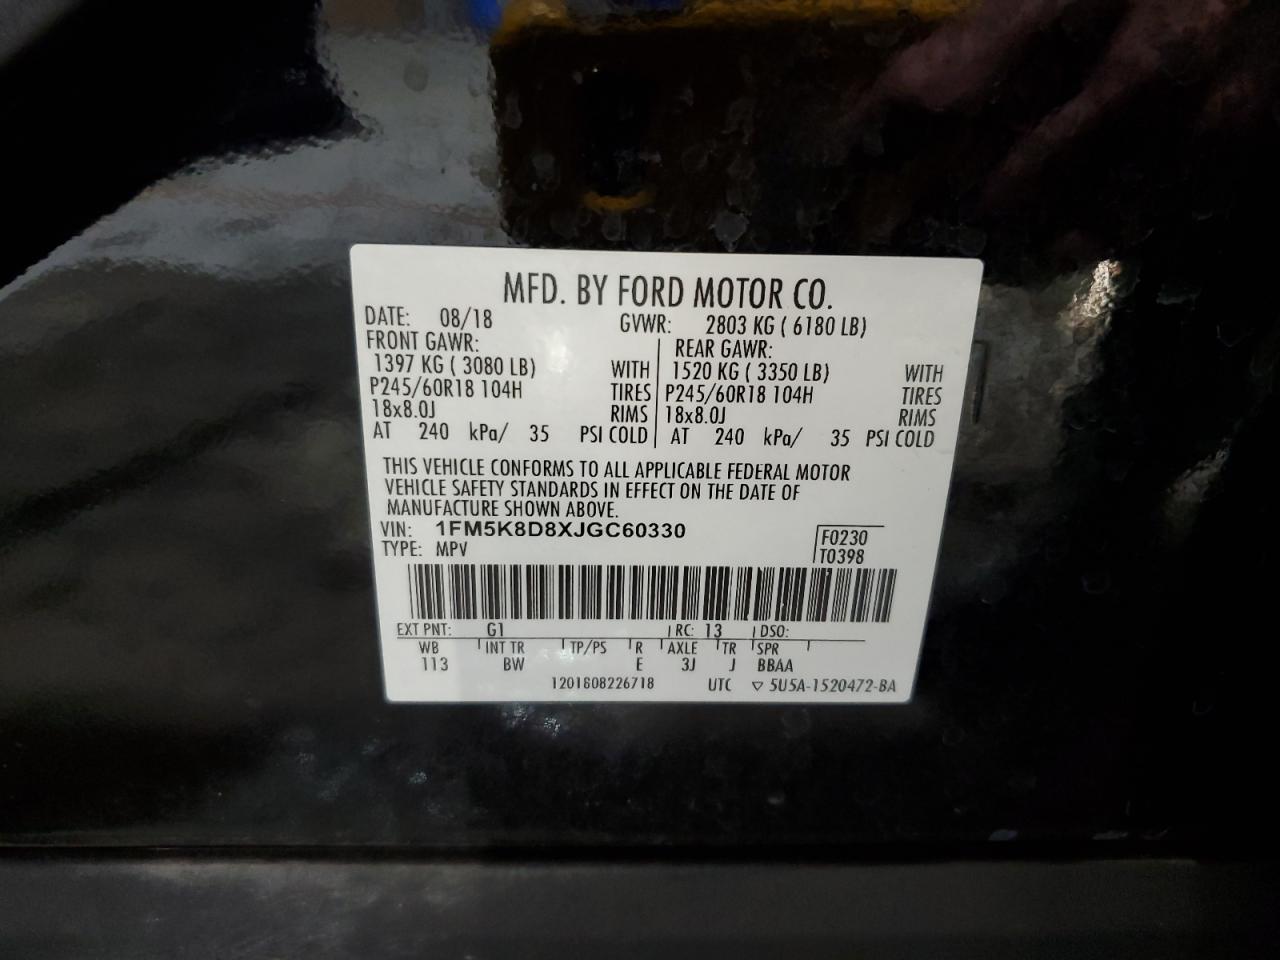 MFD. BY FORD MOTOR CO.
DATE: 08/18 GVWR: 2803 KG ( 6180 LB)
FRONT GAWR: REAR GAWR:
1397 KG ( 3080 LB) WITH 1520 KG ( 3350 LB) WITH
P245/60R18 104H TIRES P245/60R18 104H TIRES
18x8.0J RIMS 18x8.0J RIMS
AT 240 kPa/ 35 PSI COLD AT 240 kPa/ 35 PSI COLD
THIS VEHICLE CONFORMS TO ALL APPLICABLE FEDERAL MOTOR
VEHICLE SAFETY STANDARDS IN EFFECT ON THE DATE OF
MANUFACTURE SHOWN ABOVE.
VIN: 1FM5K8D8XJGC60330 F0230
TYPE: MPV T0398
EXT PNT: G1 RC: 13 DSO:
WB INT TR TP/PS R AXLE TR SPR
113 BW E 3J J BBAA
1201808226718 UTC ▽ 5U5A-1520472-BA